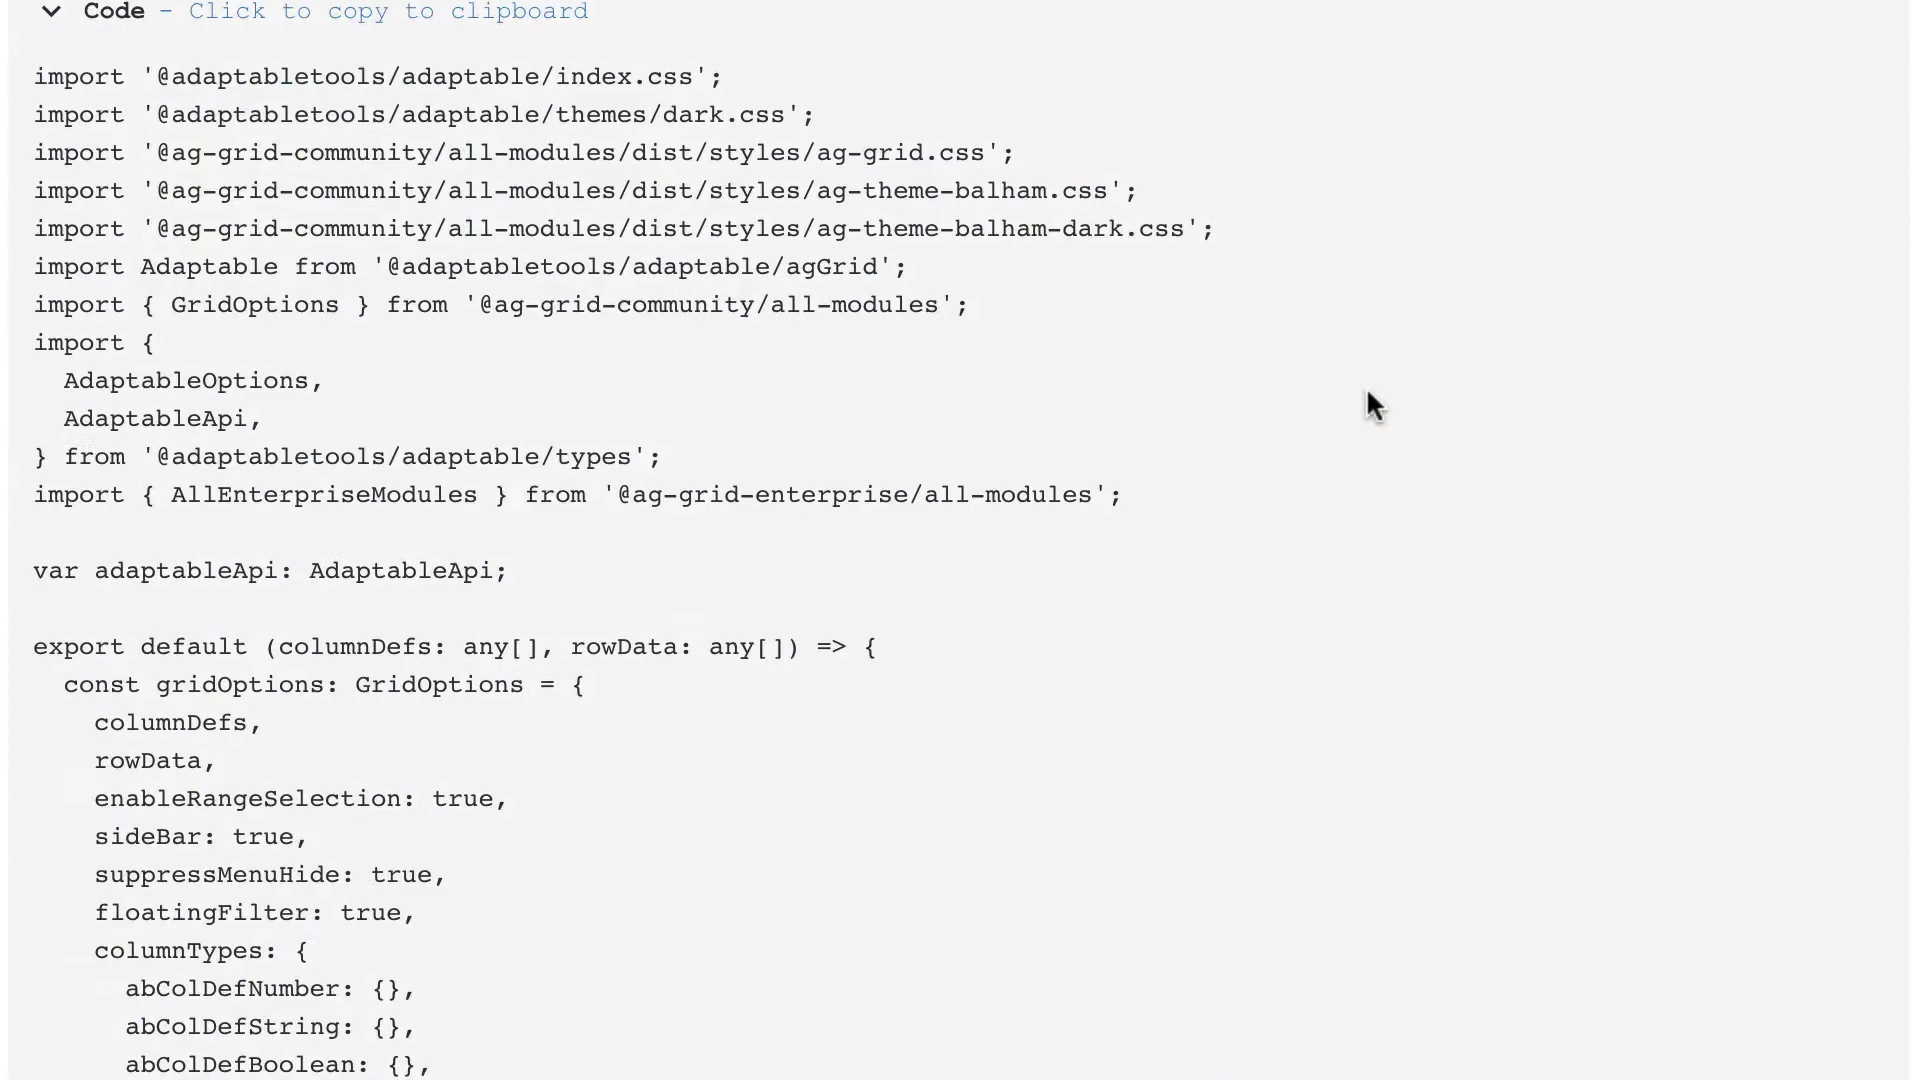 Code - Click to copy to clipboard
import '@adaptabletools/adaptable/index.css';
import '@adaptabletools/adaptable/themes/dark.css';
import '@ag-grid-community/all-modules/dist/styles/ag-grid.css';
import '@ag-grid-community/all-modules/dist/styles/ag-theme-balham.css';
import '@ag-grid-community/all-modules/dist/styles/ag-theme-balham-dark.css';
import Adaptable from '@adaptabletools/adaptable/agGrid';
import { GridOptions } from '@ag-grid-community/all-modules';
import {
  AdaptableOptions,
  AdaptableApi,
} from '@adaptabletools/adaptable/types';
import { AllEnterpriseModules } from '@ag-grid-enterprise/all-modules';
var adaptableApi: AdaptableApi;
export default (columnDefs: any[], rowData: any[]) => {
  const gridOptions: GridOptions = {
    columnDefs,
    rowData,
    enableRangeSelection: true,
    sideBar: true,
    suppressMenuHide: true,
    floatingFilter: true,
    columnTypes: {
      abColDefNumber: {},
      abColDefString: {},
      abColDefBoolean: {},